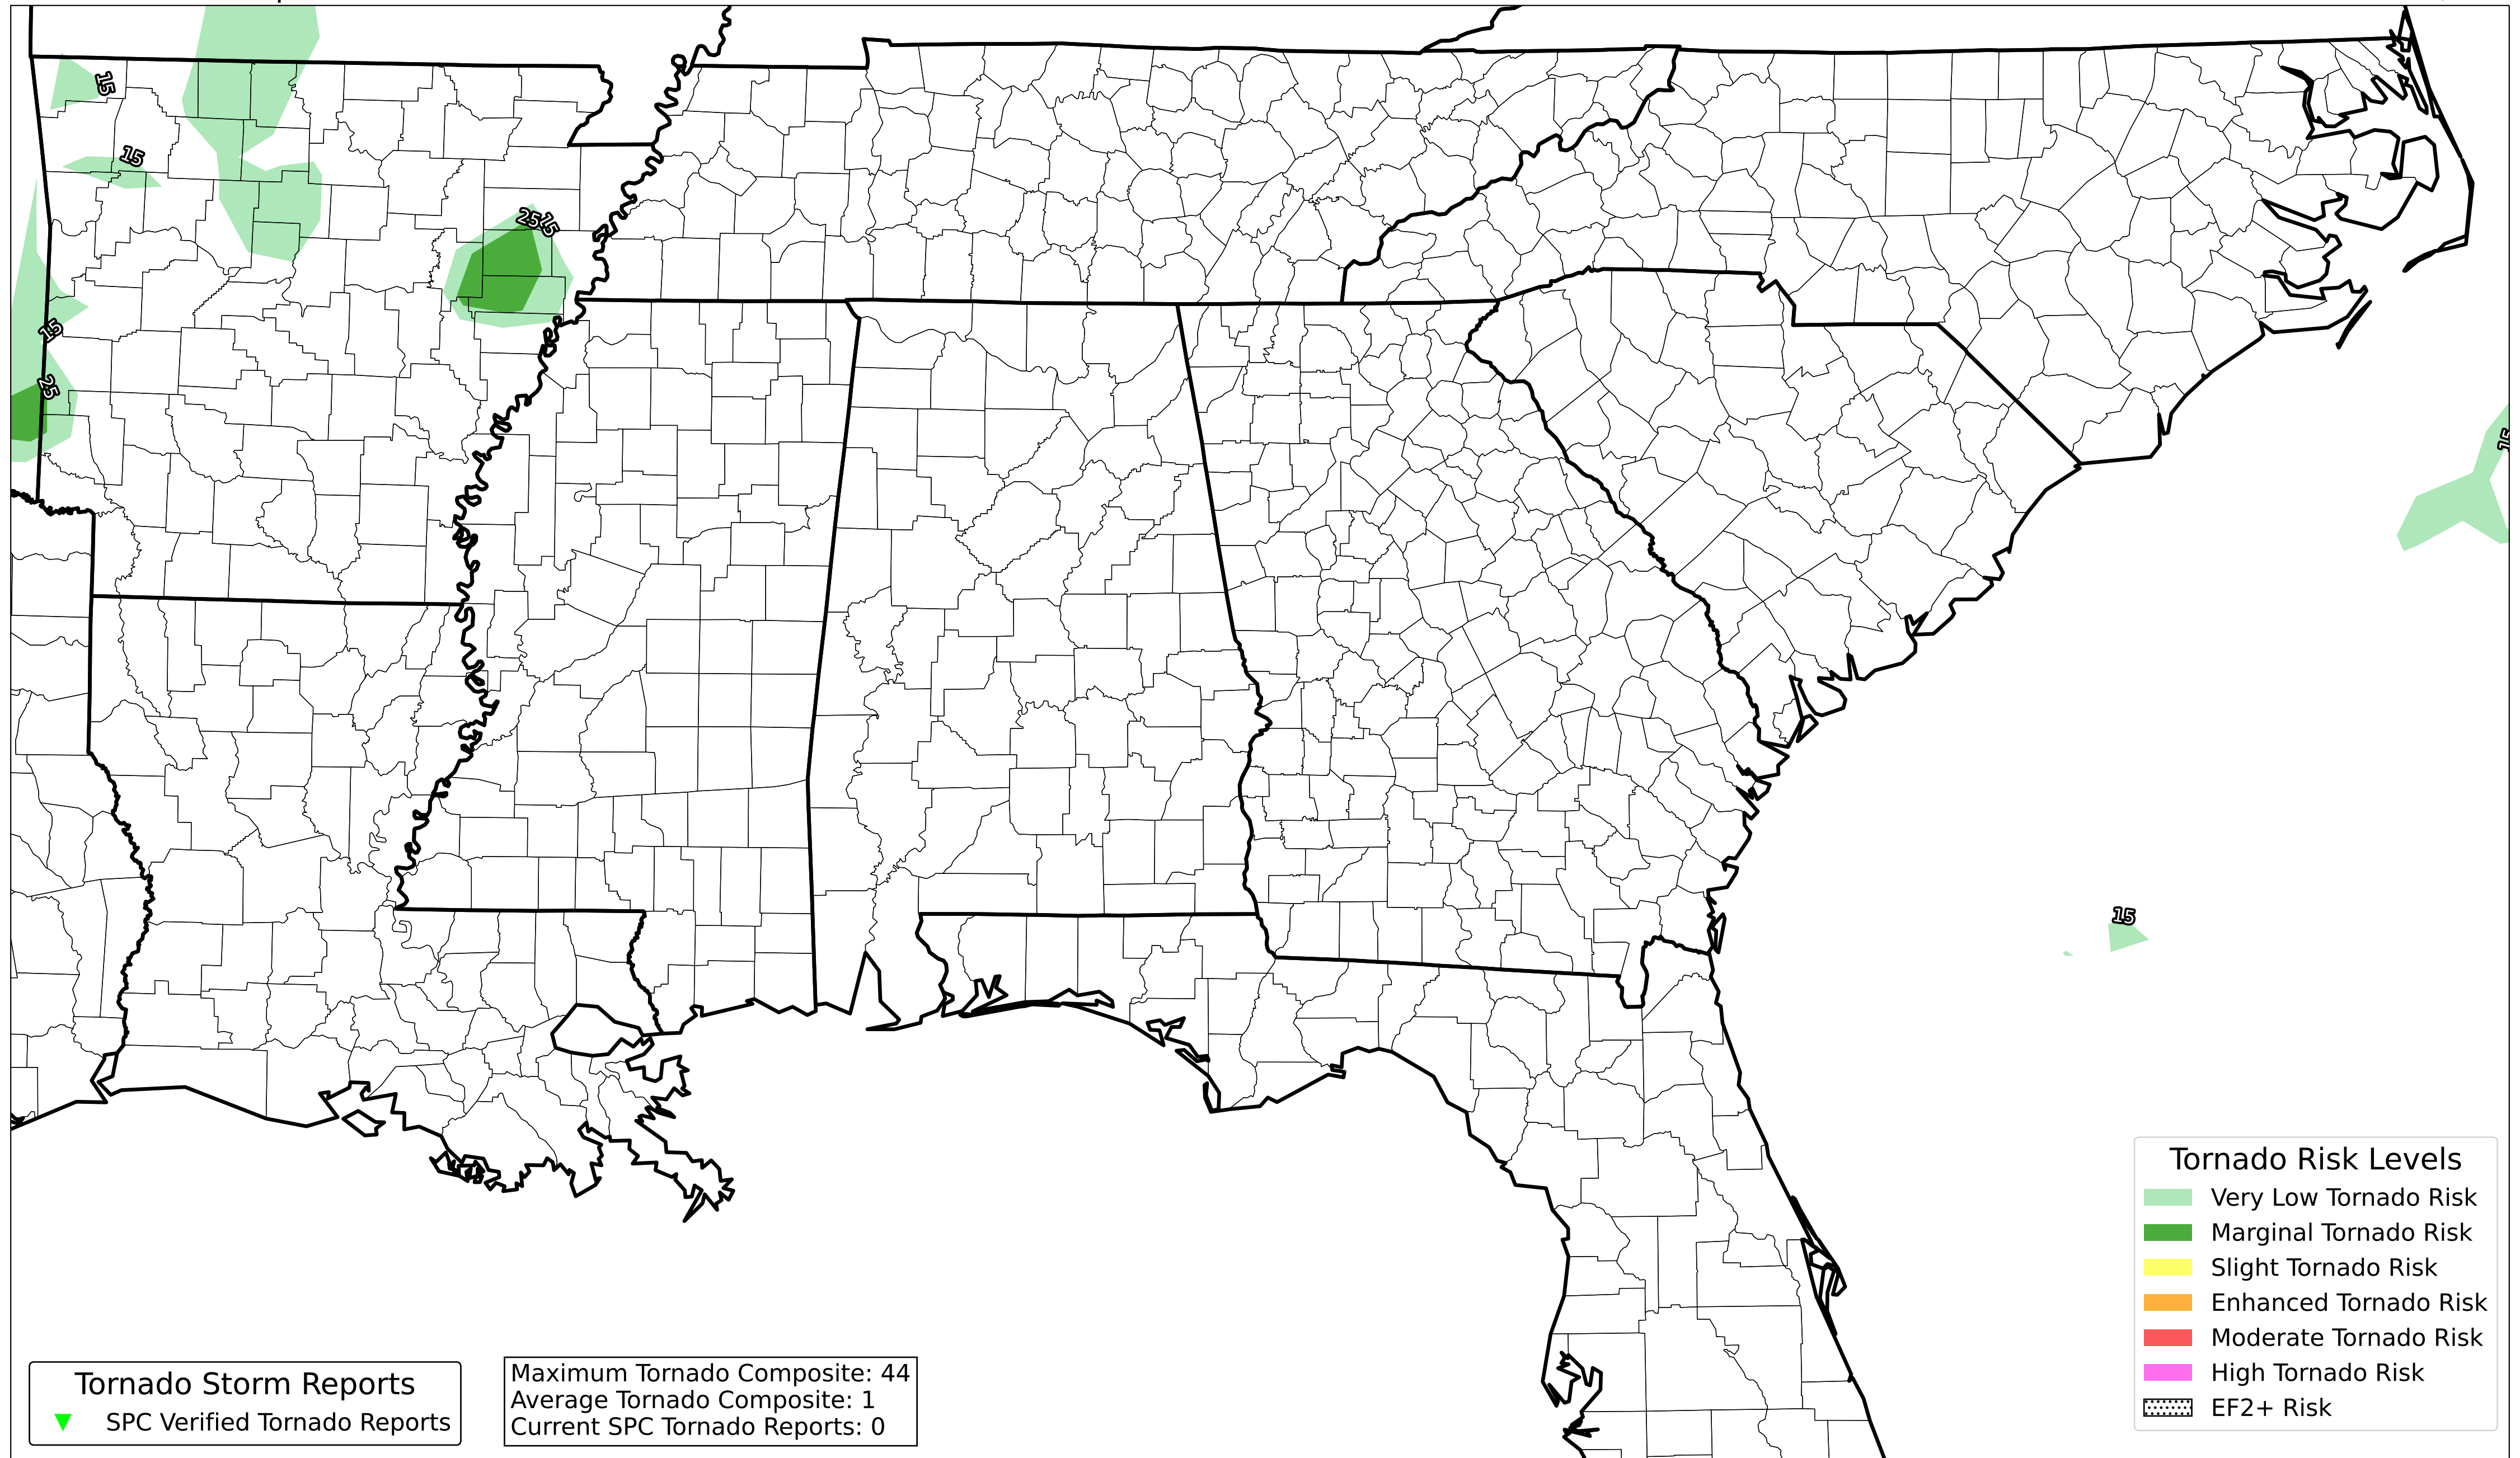 15
15
25
15
15
25
15
15
Tornado Risk Levels
Very Low Tornado Risk
Marginal Tornado Risk
Slight Tornado Risk
Enhanced Tornado Risk
Moderate Tornado Risk
High Tornado Risk
EF2+ Risk
Tornado Storm Reports
SPC Verified Tornado Reports
Maximum Tornado Composite: 44
Average Tornado Composite: 1
Current SPC Tornado Reports: 0